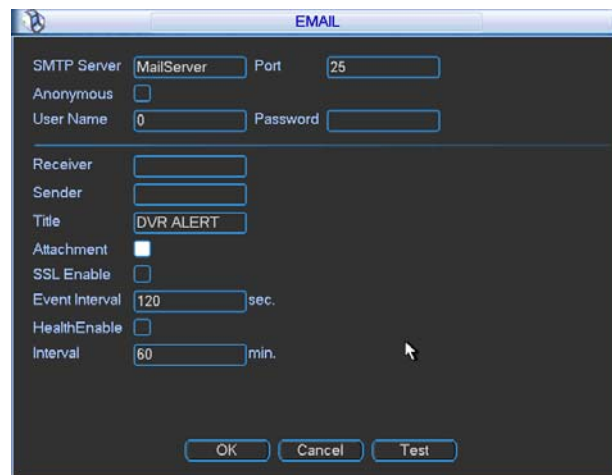 EMAIL
SMTP Server MailServer Port 25
Anonymous
User Name 0 Password
Receiver
Sender
Title DVR ALERT
Attachment
SSL Enable
Event Interval 120 sec.
HealthEnable
Interval 60 min.
OK Cancel Test